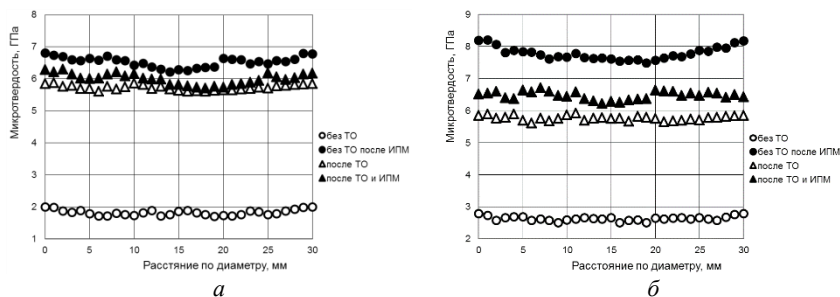 8
7
6
5
4
3
2
1
Микротвердость, ГПа
0 5 10 15 20 25 30
Расстяние по диаметру, мм
без ТО
без ТО после ИПМ
после ТО
после ТО и ИПМ
а
9
8
7
6
5
4
3
2
Микротвердость, ГПа
0 5 10 15 20 25 30
Расстояние по диаметру, мм
без ТО
без ТО после ИПМ
после ТО
после ТО и ИПМ
б